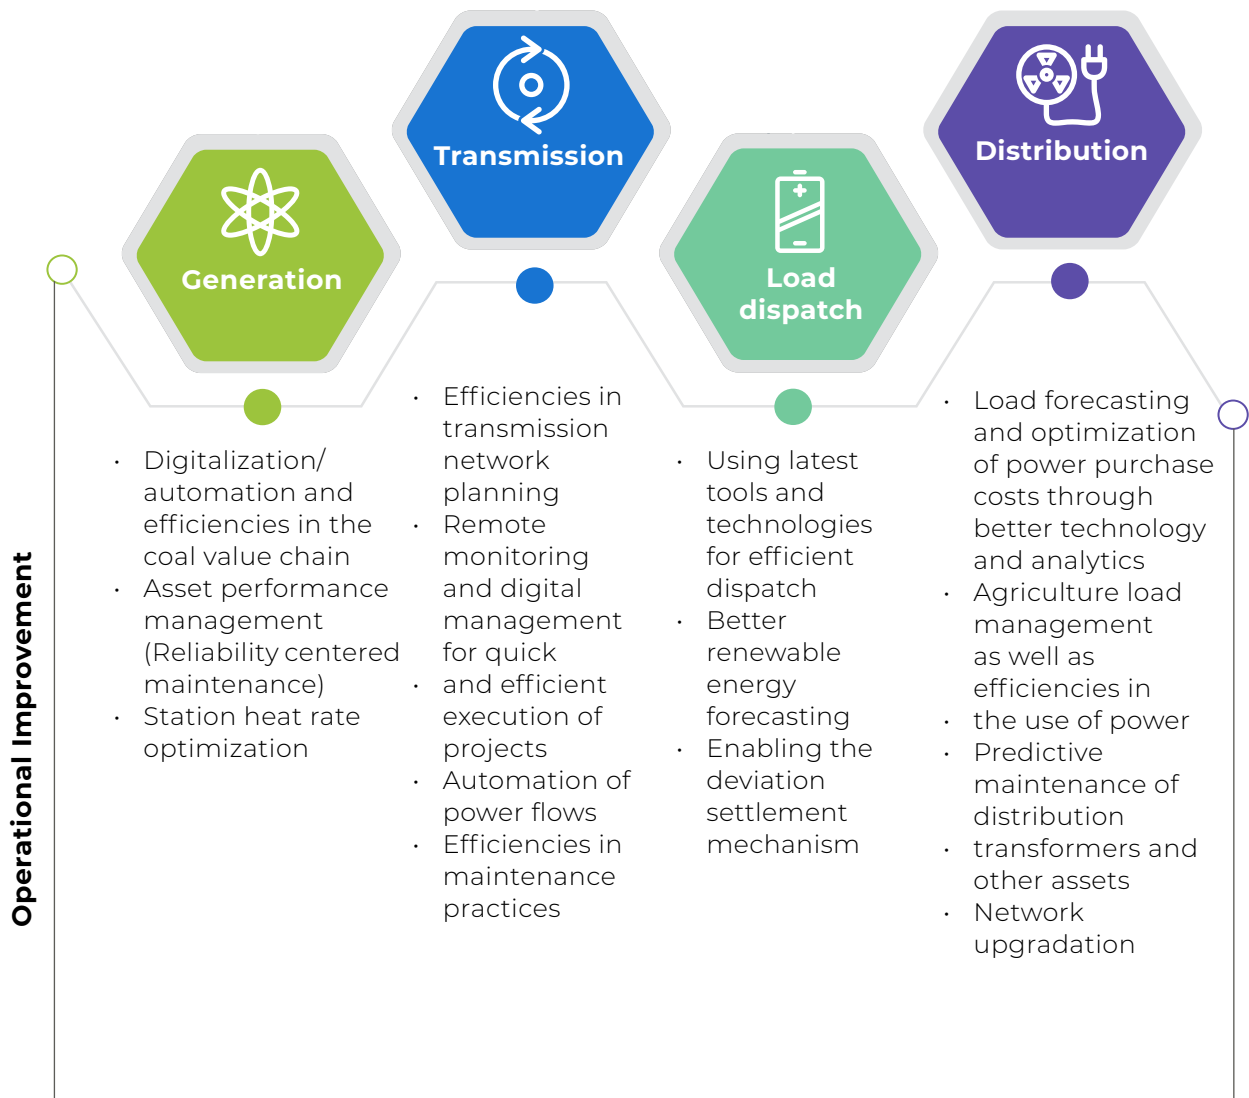 Generation
Transmission
Load
dispatch
Distribution
Operational Improvement
• Digitalization/
automation and
efficiencies in the
coal value chain
• Asset performance
management
(Reliability centered
maintenance)
• Station heat rate
optimization
• Efficiencies in
transmission
network
planning
• Remote
monitoring
and digital
management
for quick
• and efficient
execution of
projects
• Automation of
power flows
• Efficiencies in
maintenance
practices
• Using latest
tools and
technologies
for efficient
dispatch
• Better
renewable
energy
forecasting
• Enabling the
deviation
settlement
mechanism
• Load forecasting
and optimization
of power purchase
costs through
better technology
and analytics
• Agriculture load
management
as well as
efficiencies in
• the use of power
• Predictive
maintenance of
distribution
• transformers and
other assets
• Network
upgradation